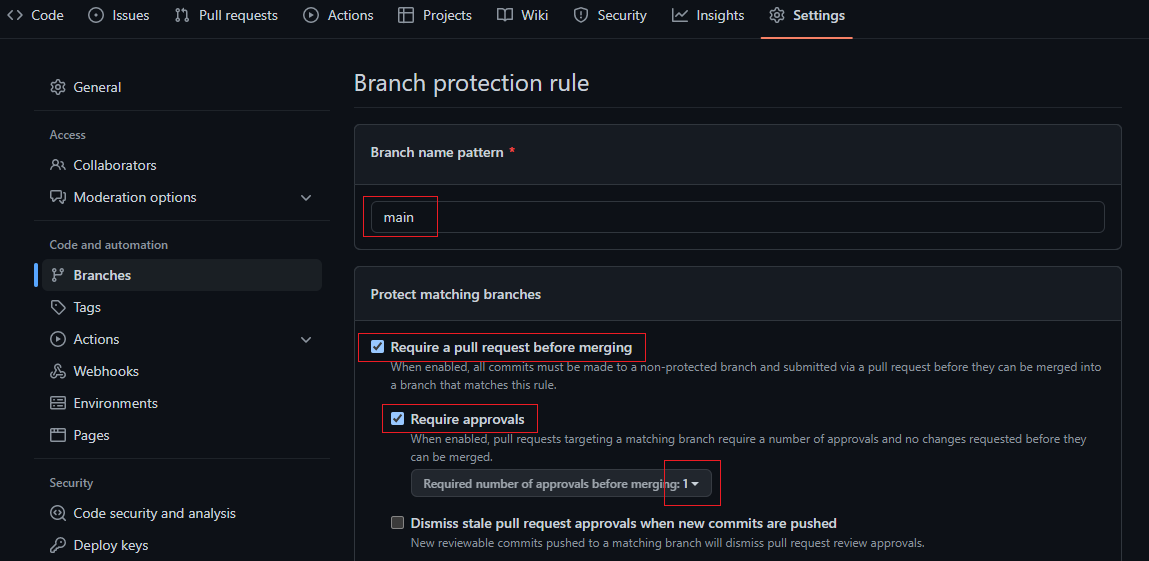 Code Issues Pull requests Actions Projects Wiki Security Insights Settings
General
Access
Collaborators
Moderation options
Code and automation
Branches
Tags
Actions
Webhooks
Environments
Pages
Security
Code security and analysis
Deploy keys
Branch protection rule
Branch name pattern *
main
Protect matching branches
Require a pull request before merging
When enabled, all commits must be made to a non-protected branch and submitted via a pull request before they can be merged into
a branch that matches this rule.
Require approvals
When enabled, pull requests targeting a matching branch require a number of approvals and no changes requested before they
can be merged.
Required number of approvals before merging: 1
Dismiss stale pull request approvals when new commits are pushed
New reviewable commits pushed to a matching branch will dismiss pull request review approvals.